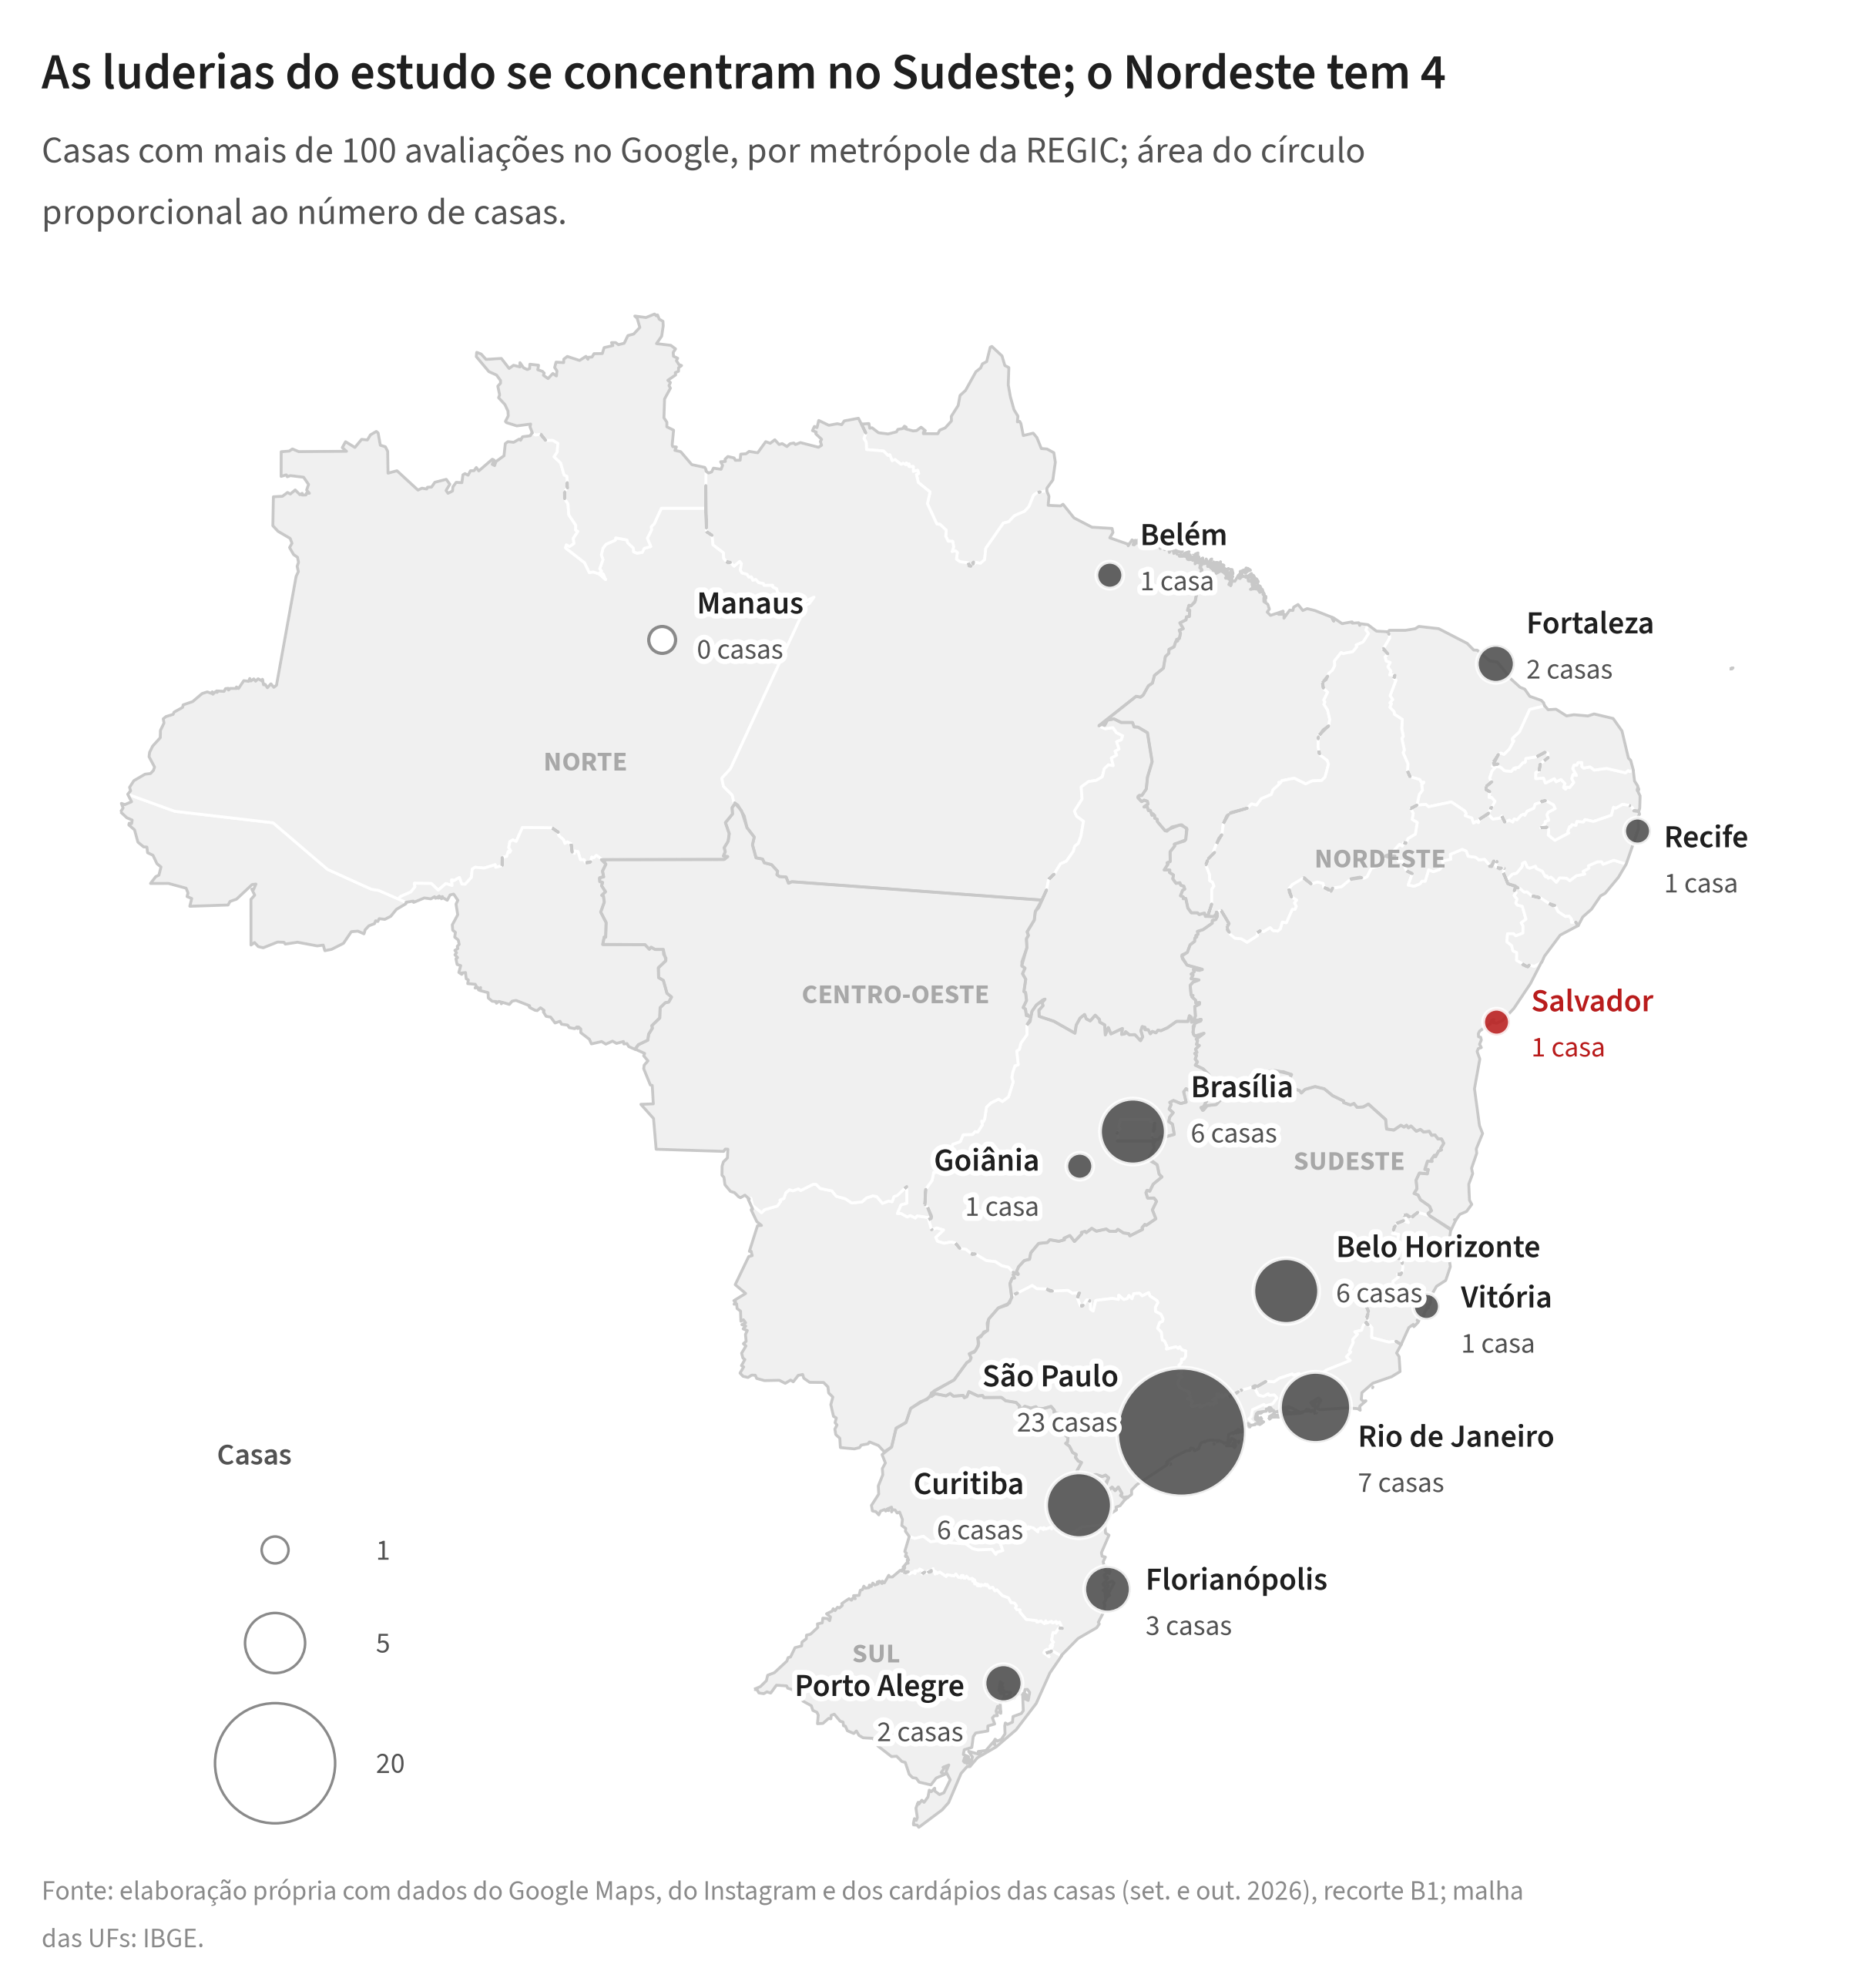 As luderias do estudo se concentram no Sudeste; o Nordeste tem 4
Casas com mais de 100 avaliações no Google, por metrópole da REGIC; área do círculo
proporcional ao número de casas.
Belém
1 casa
Manaus
0 casas
Fortaleza
2 casas
NORTE
Recife
1 casa
NORDESTE
CENTRO-OESTE
Salvador
1 casa
Brasília
6 casas
Goiânia
1 casa
SUDESTE
Belo Horizonte
6 casas
Vitória
1 casa
São Paulo
23 casas
Rio de Janeiro
7 casas
Curitiba
6 casas
Florianópolis
3 casas
SUL
Porto Alegre
2 casas
Casas
1
5
20
Fonte: elaboração própria com dados do Google Maps, do Instagram e dos cardápios das casas (set. e out. 2026), recorte B1; malha
das UFs: IBGE.